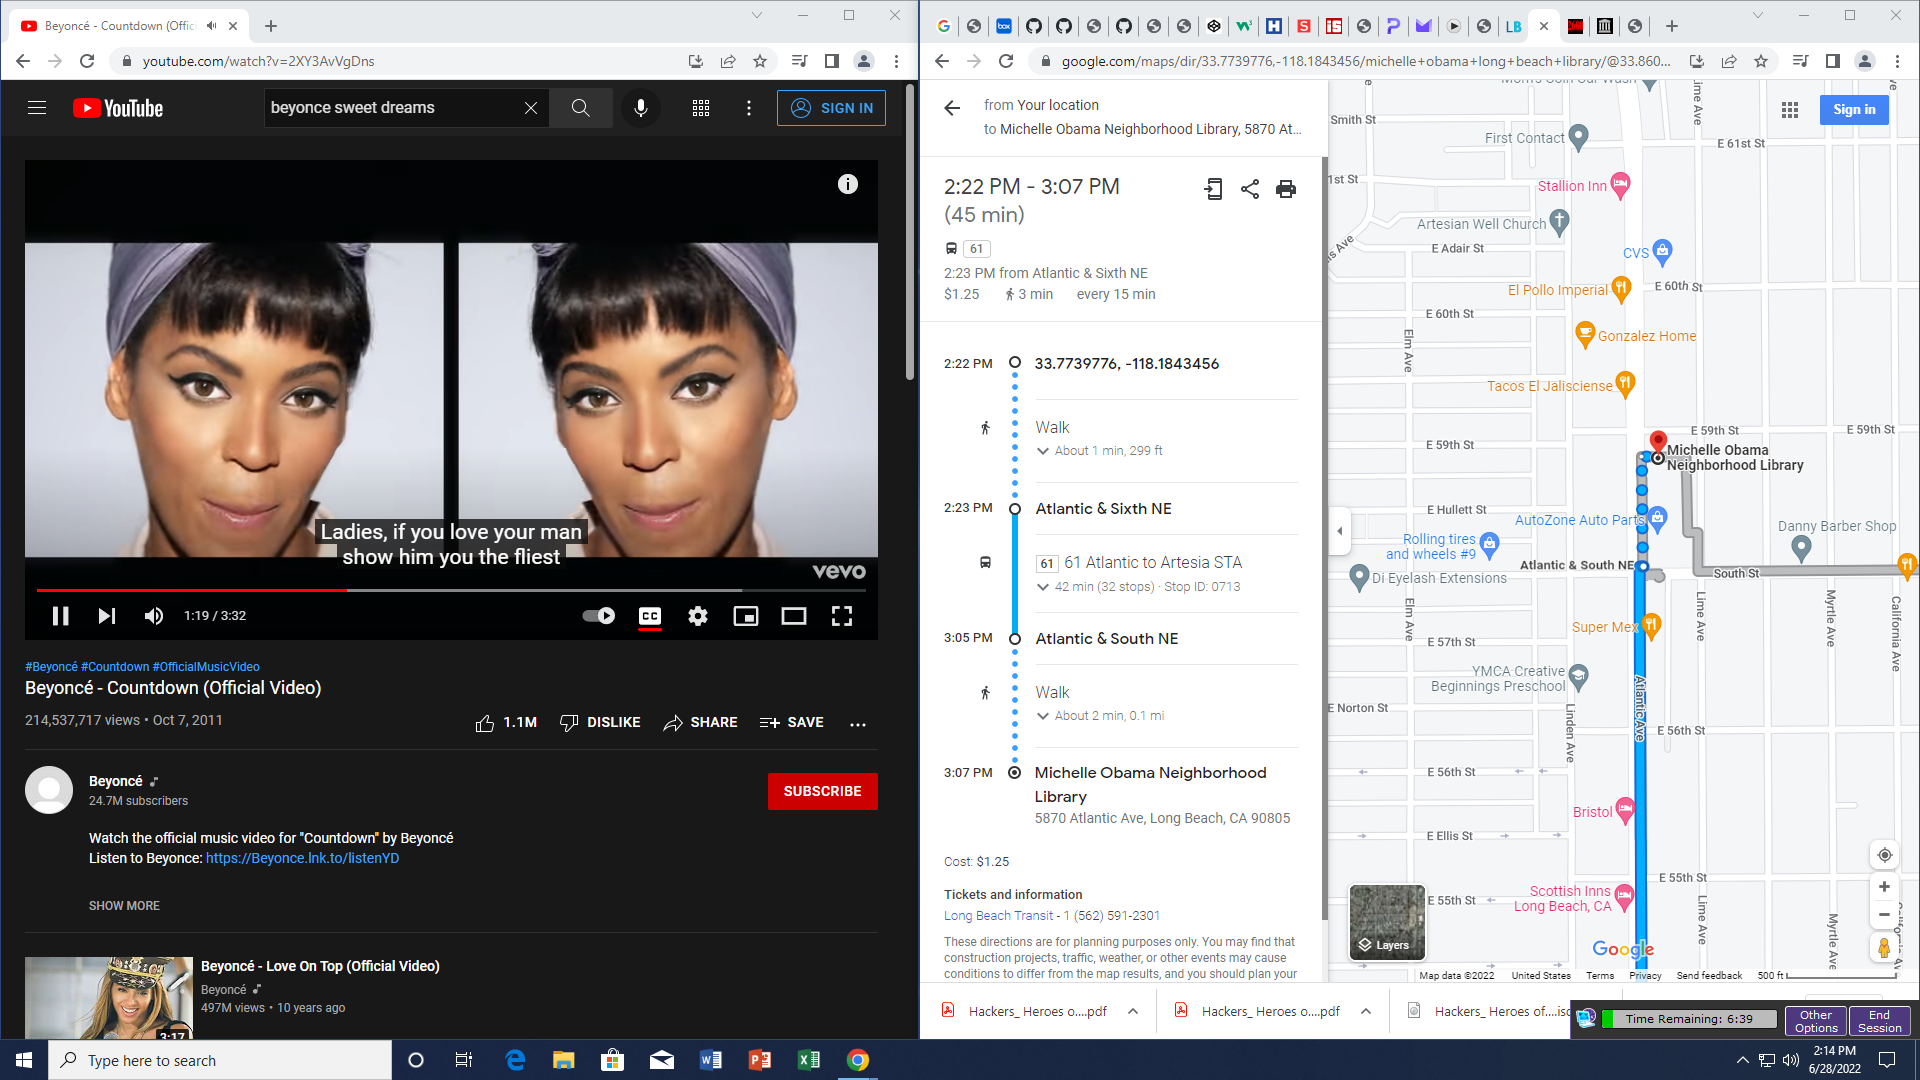 Beyoncé - Countdown (Offici
youtube.com/watch?v=2XY3AvVgDns
YouTube
beyonce sweet dreams
SIGN IN
Ladies, if you love your man
show him you the fliest
vevo
1:19 / 3:32
CC
#Beyoncé #Countdown #OfficialMusicVideo
Beyoncé - Countdown (Official Video)
214,537,717 views • Oct 7, 2011
1.1M
DISLIKE
SHARE
SAVE
Beyoncé
24.7M subscribers
SUBSCRIBE
Watch the official music video for "Countdown" by Beyoncé
Listen to Beyonce: https://Beyonce.lnk.to/listenYD
SHOW MORE
Beyoncé - Love On Top (Official Video)
Beyoncé
497M views • 10 years ago
3:17
google.com/maps/dir/33.7739776,-118.1843456/michelle+obama+long+beach+library/@33.860...
from Your location
to Michelle Obama Neighborhood Library, 5870 At...
2:22 PM - 3:07 PM
(45 min)
61
2:23 PM from Atlantic & Sixth NE
$1.25 3 min every 15 min
2:22 PM 33.7739776, -118.1843456
Walk
About 1 min, 299 ft
2:23 PM Atlantic & Sixth NE
61 61 Atlantic to Artesia STA
42 min (32 stops) · Stop ID: 0713
3:05 PM Atlantic & South NE
Walk
About 2 min, 0.1 mi
3:07 PM Michelle Obama Neighborhood
Library
5870 Atlantic Ave, Long Beach, CA 90805
Cost: $1.25
Tickets and information
Long Beach Transit - 1 (562) 591-2301
These directions are for planning purposes only. You may find that
construction projects, traffic, weather, or other events may cause
conditions to differ from the map results, and you should plan your
Sign in
Smith St
First Contact
E 61st St
1st St
Stallion Inn
Artesian Well Church
E Adair St
CVS
El Pollo Imperial
E 60th St
E 60th St
Gonzalez Home
Elm Ave
Tacos El Jalisciense
E 59th St
E 59th St
E 59th St
Michelle Obama
Neighborhood Library
E Hullett St
AutoZone Auto Parts
Danny Barber Shop
Rolling tires
and wheels #9
Atlantic & South NE
South St
Di Eyelash Extensions
Elm Ave
Lime Ave
Myrtle Ave
California Ave
Super Mex
E 57th St
YMCA Creative
Beginnings Preschool
Atlantic Ave
E Norton St
Linden Ave
E 56th St
E 56th St
Bristol
E Ellis St
E 55th St
Scottish Inns
Long Beach, CA
E 55th St
Lime Ave
Myrtle Ave
Layers
Google
Map data ©2022 United States Terms Privacy Send feedback 500 ft
Hackers_ Heroes o....pdf
Hackers_ Heroes o....pdf
Hackers_ Heroes of....iso
Time Remaining: 6:39
Other
Options
End
Session
Type here to search
2:14 PM
6/28/2022